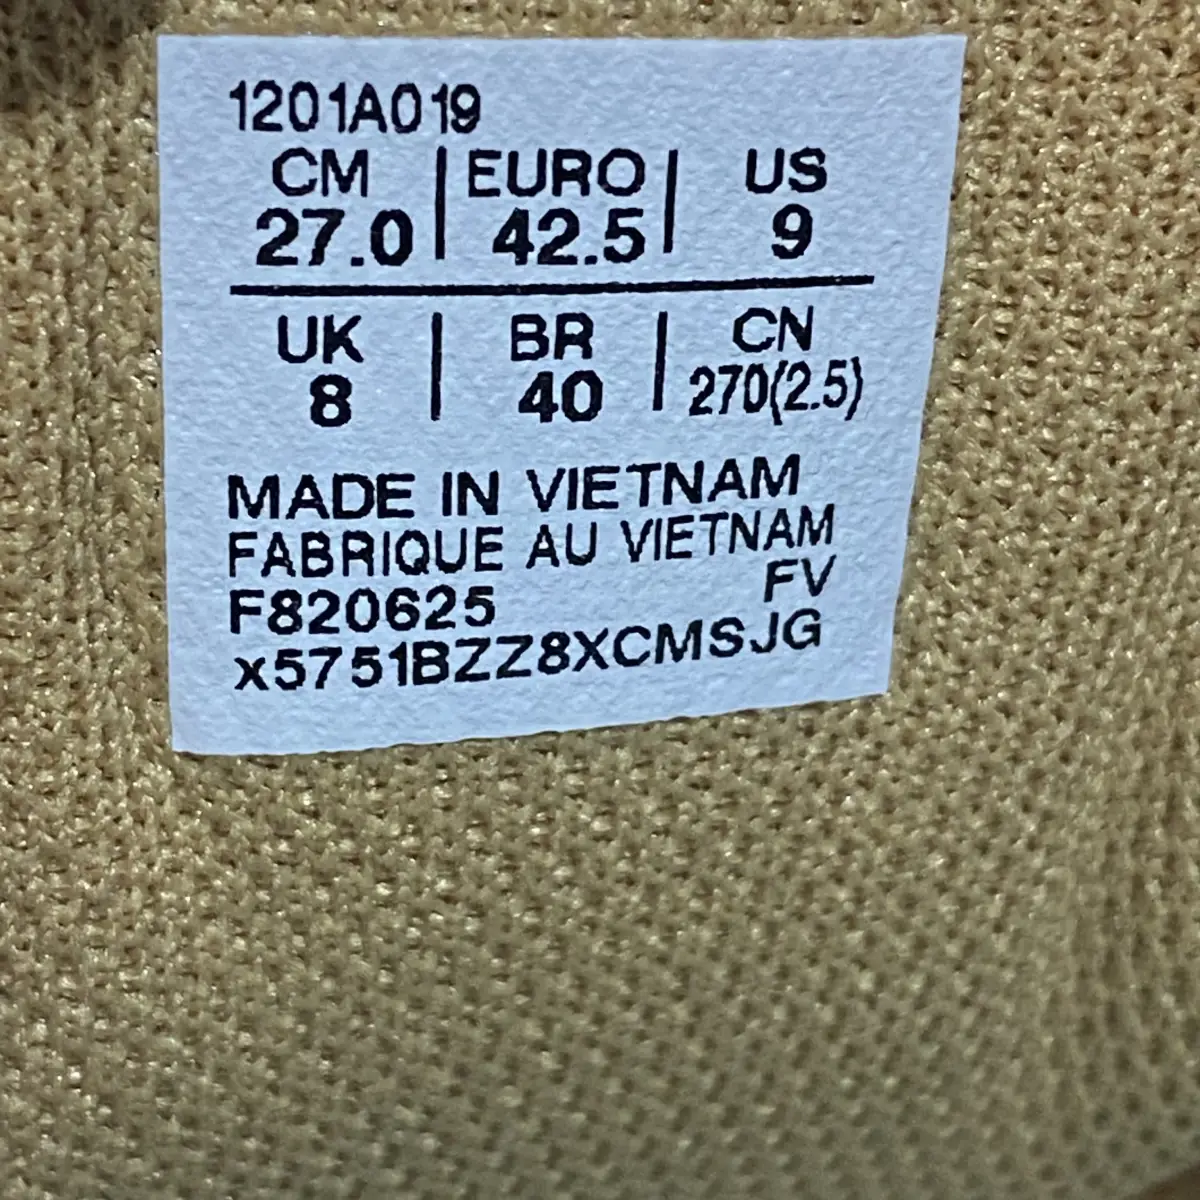 1201A019
CM | EURO | US
27.0 | 42.5 | 9
UK | BR | CN
8 | 40 | 270(2.5)
MADE IN VIETNAM
FABRIQUE AU VIETNAM
F820625 FV
x5751BZZ8XCMSJG